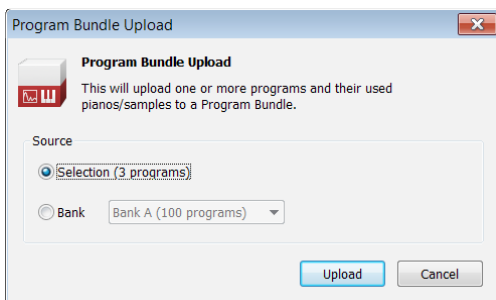 Program Bundle Upload
Program Bundle Upload
This will upload one or more programs and their used
pianos/samples to a Program Bundle.
Source
Selection (3 programs)
Bank Bank A (100 programs)
Upload Cancel